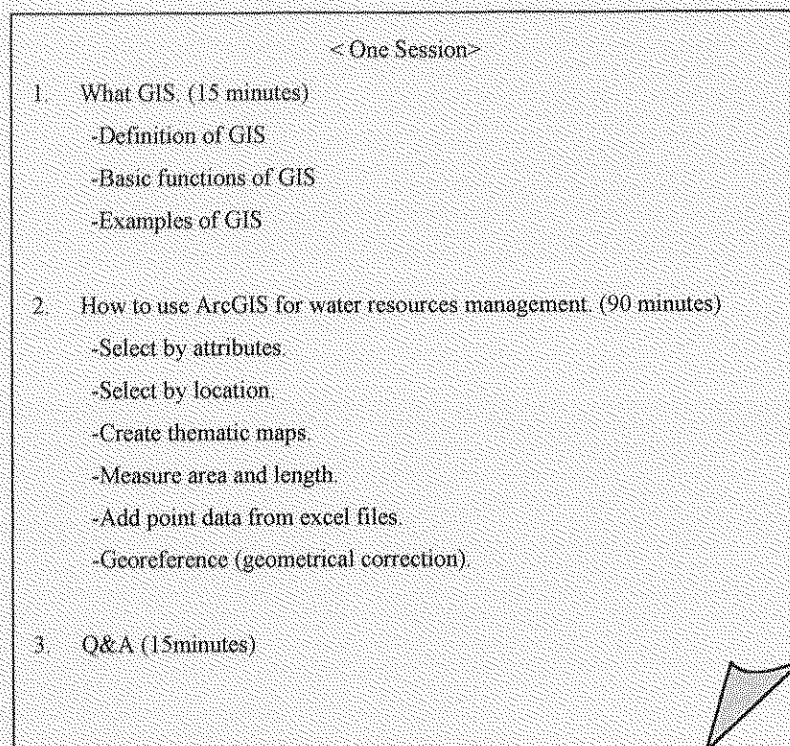 < One Session>
1. What GIS. (15 minutes)
-Definition of GIS
-Basic functions of GIS
-Examples of GIS
2. How to use ArcGIS for water resources management. (90 minutes)
-Select by attributes.
-Select by location.
-Create thematic maps.
-Measure area and length.
-Add point data from excel files.
-Georeference (geometrical correction).
3. Q&A (15minutes)